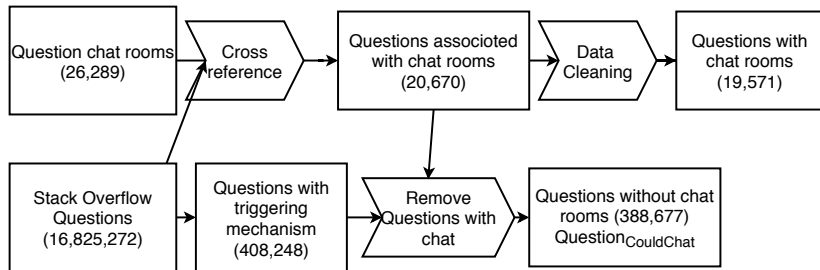 Question chat rooms
(26,289)
Cross
reference
Questions associoted
with chat rooms
(20,670)
Data
Cleaning
Questions with
chat rooms
(19,571)
Stack Overflow
Questions
(16,825,272)
Questions with
triggering
mechanism
(408,248)
Remove
Questions with
chat
Questions without chat
rooms (388,677)
QuestionCouldChat